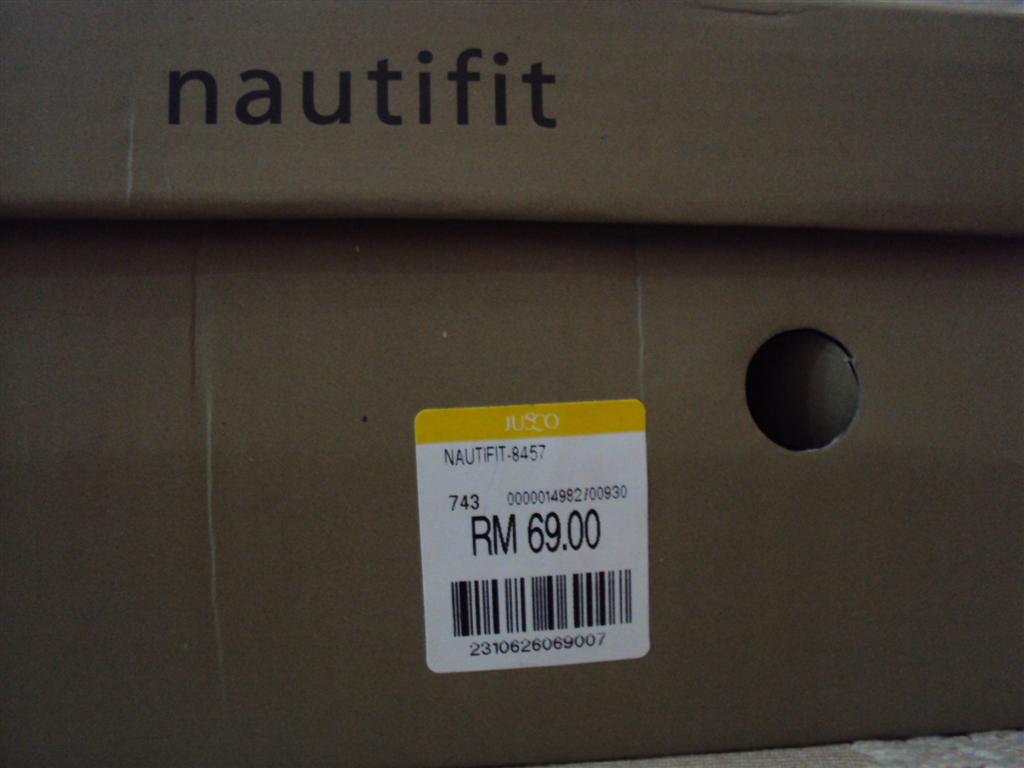 nautifit
JUSCO
NAUTIFIT-8457
743 0000014982/00930
RM 69.00
2310626069007